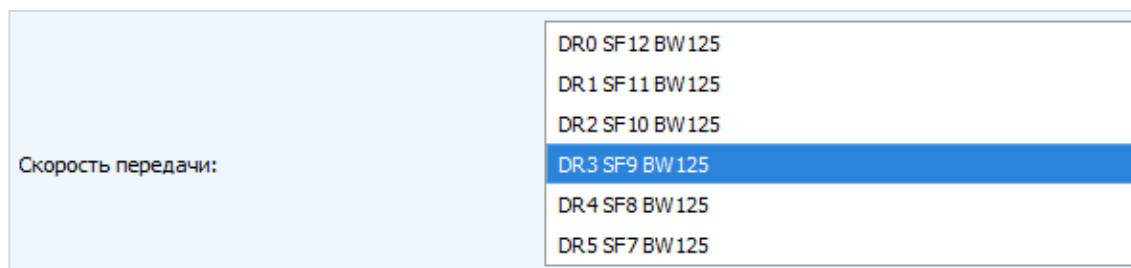 DR0 SF12 BW125
DR1 SF11 BW125
DR2 SF10 BW125
Скорость передачи:
DR3 SF9 BW125
DR4 SF8 BW125
DR5 SF7 BW125